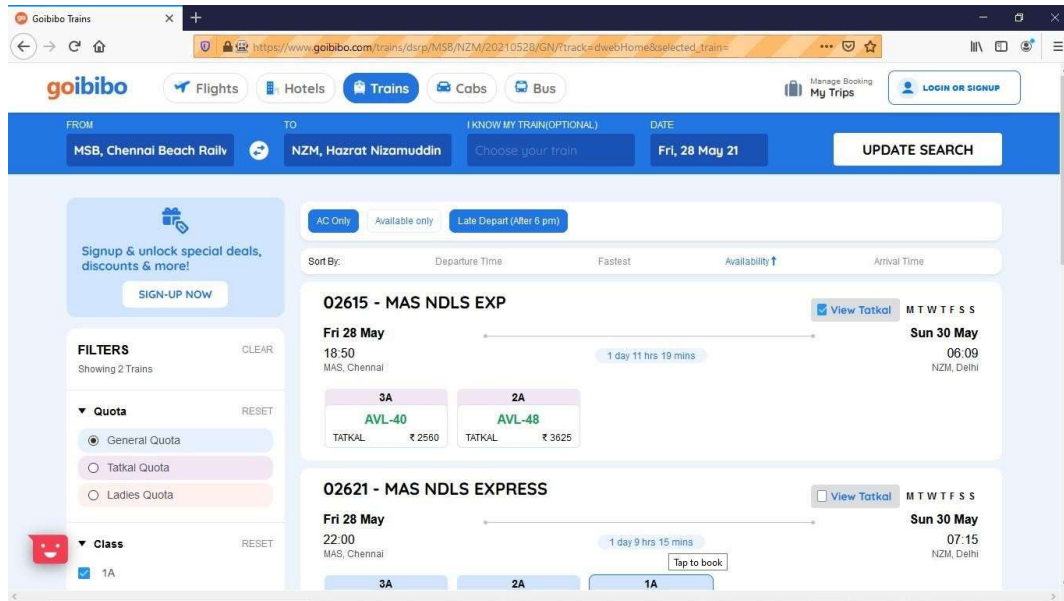 Goibibo Trains
https://www.goibibo.com/trains/dsrp/MSB/NZM/20210528/GN/?track=dwebHome&selected_train=
goibibo Flights Hotels Trains Cabs Bus
Manage Booking
My Trips
LOGIN OR SIGNUP
FROM TO I KNOW MY TRAIN(OPTIONAL) DATE
MSB, Chennai Beach Railw NZM, Hazrat Nizamuddin Choose your train Fri, 28 May 21 UPDATE SEARCH
Signup & unlock special deals,
discounts & more!
SIGN-UP NOW
FILTERS CLEAR
Showing 2 Trains
Quota RESET
General Quota
Tatkal Quota
Ladies Quota
Class RESET
1A
AC Only Available only Late Depart (After 6 pm)
Sort By: Departure Time Fastest Availability Arrival Time
02615 - MAS NDLS EXP View Tatkal M T W T F S S
Fri 28 May Sun 30 May
18:50 1 day 11 hrs 19 mins 06:09
MAS, Chennai NZM, Delhi
3A 2A
AVL-40 AVL-48
TATKAL ₹ 2560 TATKAL ₹ 3625
02621 - MAS NDLS EXPRESS View Tatkal M T W T F S S
Fri 28 May Sun 30 May
22:00 1 day 9 hrs 15 mins 07:15
MAS, Chennai NZM, Delhi
Tap to book
3A 2A 1A